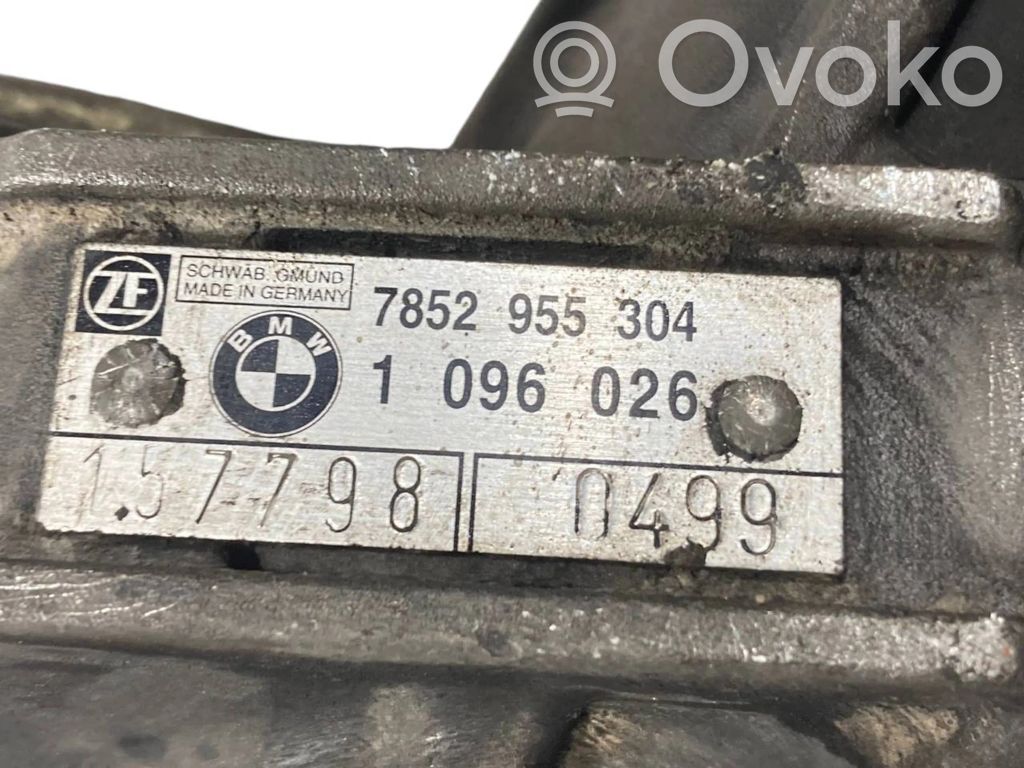 Ovoko
ZF
SCHWÄB. GMÜND
MADE IN GERMANY
7852 955 304
BMW
1 096 026
157798
0499